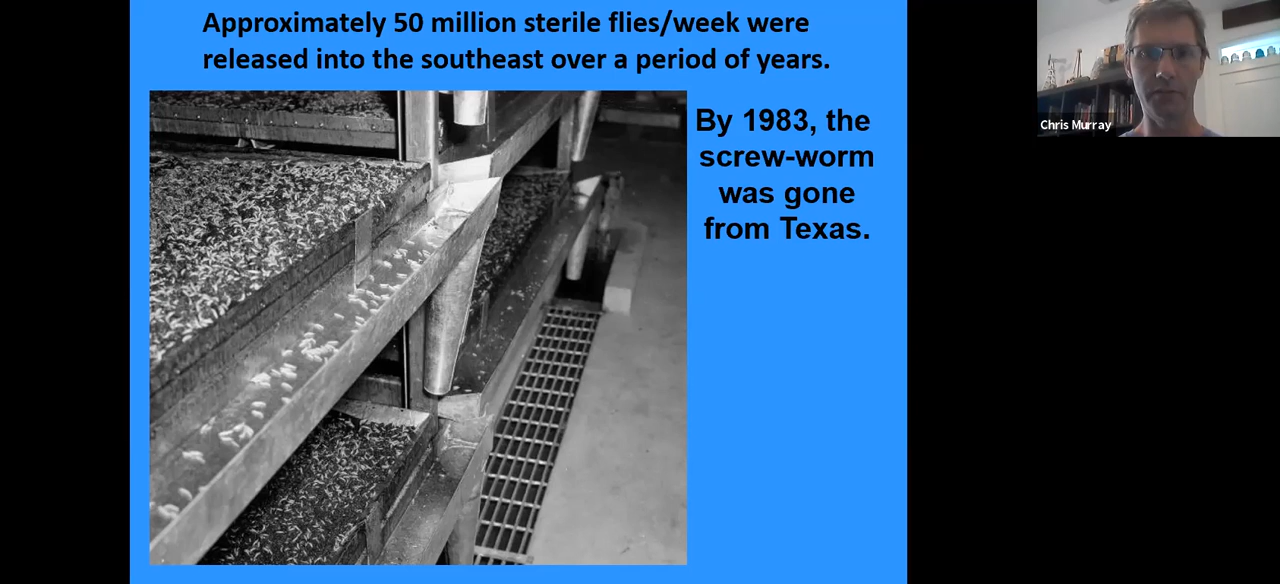 Approximately 50 million sterile flies/week were
released into the southeast over a period of years.
By 1983, the
screw-worm
was gone
from Texas.
Chris Murray